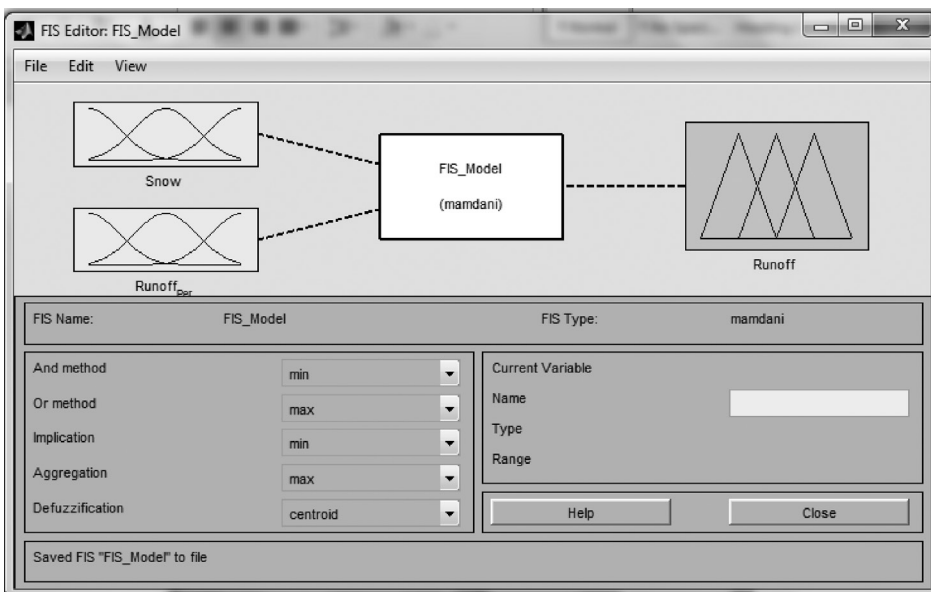 FIS Editor: FIS_Model
File Edit View
Snow
Runoff_Per
FIS_Model
(mamdani)
Runoff
FIS Name: FIS_Model FIS Type: mamdani
And method min
Or method max
Implication min
Aggregation max
Defuzzification centroid
Current Variable
Name
Type
Range
Help Close
Saved FIS "FIS_Model" to file